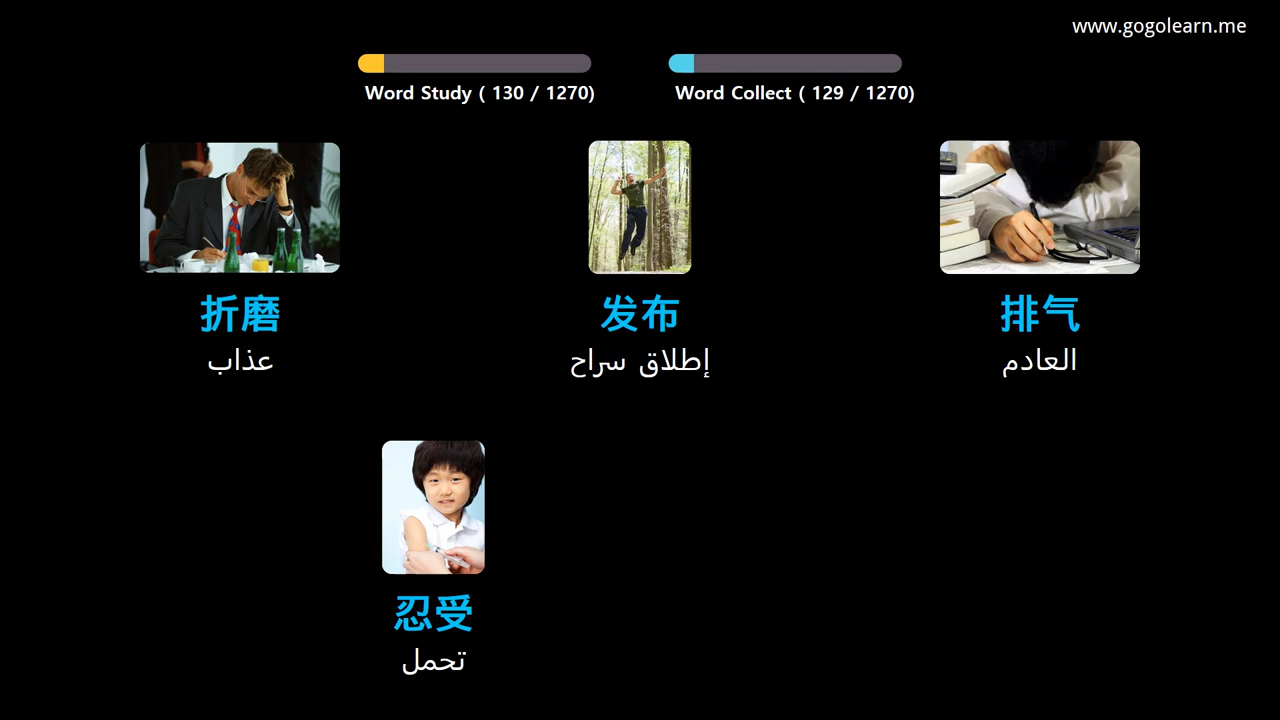 www.gogolearn.me
Word Study ( 130 / 1270)
Word Collect ( 129 / 1270)
折磨
عذاب
发布
إطلاق سراح
排气
العادم
忍受
تحمل